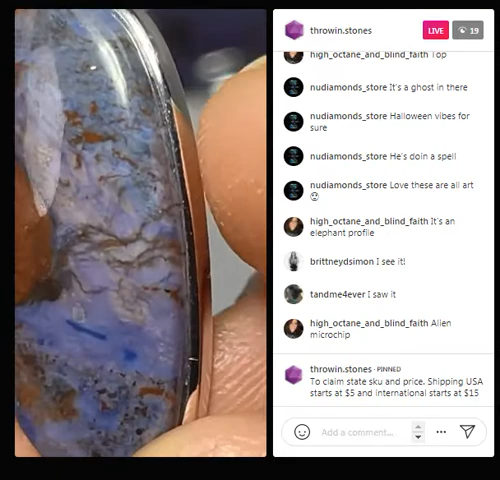 throwin.stones
LIVE
19
high_octane_and_blind_faith Top
nudiamonds_store It's a ghost in there
nudiamonds_store Halloween vibes for
sure
nudiamonds_store He's doin a spell
nudiamonds_store Love these are all art
high_octane_and_blind_faith It's an
elephant profile
brittneydsimon I see it!
tandme4ever I saw it
high_octane_and_blind_faith Alien
microchip
throwin.stones · PINNED
To claim state sku and price. Shipping USA
starts at $5 and international starts at $15
Add a comment...